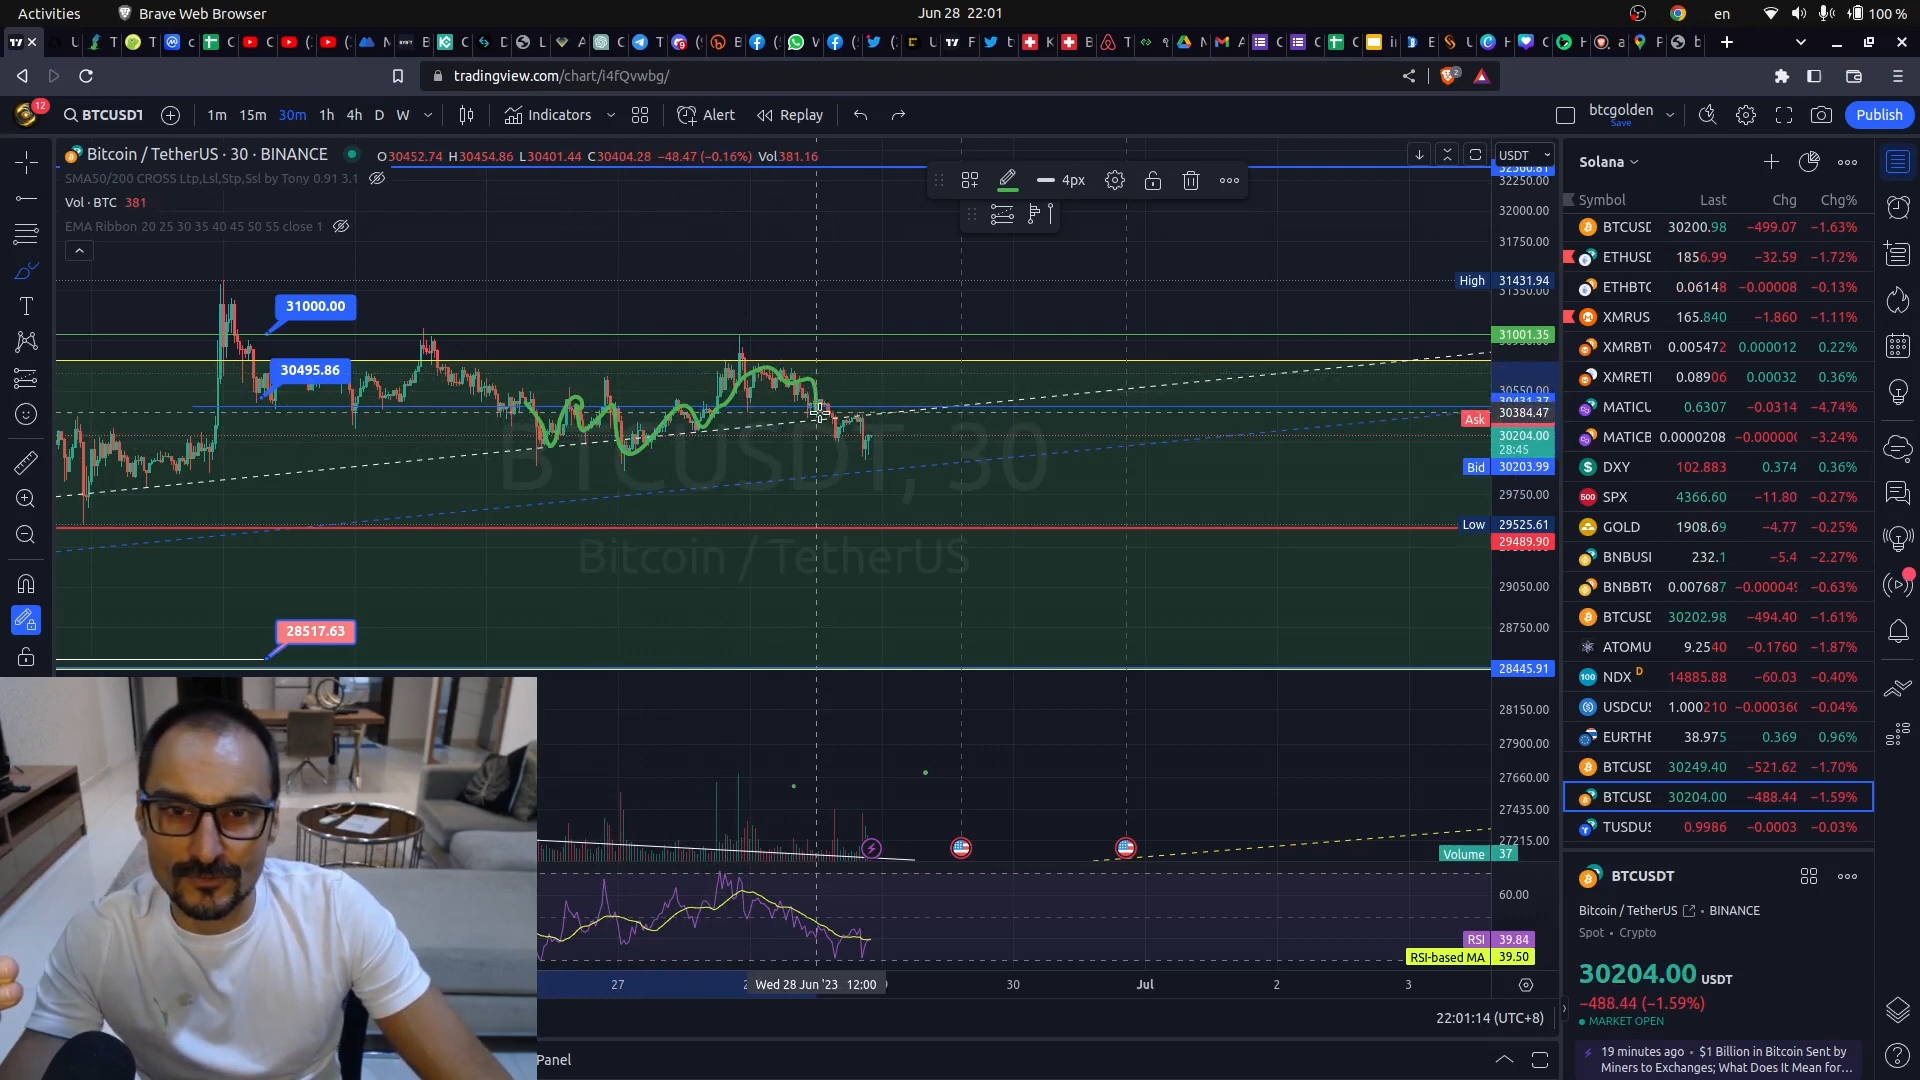 Activities
Brave Web Browser
Jun 28 22:01
en
100 %
tradingview.com/chart/i4fQvwbg/
12
BTCUSDT
1m 15m 30m 1h 4h D W
Indicators
Alert
Replay
btcgolden
Save
Publish
Bitcoin / TetherUS · 30 · BINANCE
O30452.74 H30454.86 L30401.44 C30404.28 −48.47 (−0.16%) Vol381.16
SMA50/200 CROSS Ltp,Lsl,Stp,Ssl by Tony 0.91 3.1
Vol · BTC 381
EMA Ribbon 20 25 30 35 40 45 50 55 close 1
4px
USDT
32250.00
32000.00
31750.00
High 31431.94
31000.00
31001.35
30495.86
30550.00
30384.47
Ask
30204.00
28:45
Bid 30203.99
BTCUSDT, 30
Bitcoin / TetherUS
29750.00
Low 29525.61
29489.90
29050.00
28750.00
28517.63
28445.91
28150.00
27900.00
27660.00
27435.00
27215.00
Volume 37
60.00
RSI 39.84
RSI-based MA 39.50
27
Wed 28 Jun '23 12:00
30
Jul
2
3
22:01:14 (UTC+8)
Panel
Solana
Symbol Last Chg Chg%
BTCUSD 30200.98 −499.07 −1.63%
ETHUSD 1856.99 −32.59 −1.72%
ETHBTC 0.06148 −0.00008 −0.13%
XMRUS 165.840 −1.860 −1.11%
XMRBT 0.005472 0.000012 0.22%
XMRETI 0.08906 0.00032 0.36%
MATICU 0.6307 −0.0314 −4.74%
MATICB 0.0000208 −0.000000 −3.24%
DXY 102.883 0.374 0.36%
SPX 4366.60 −11.80 −0.27%
GOLD 1908.69 −4.77 −0.25%
BNBUSI 232.1 −5.4 −2.27%
BNBBTC 0.007687 −0.000049 −0.63%
BTCUSD 30202.98 −494.40 −1.61%
ATOMU 9.2540 −0.1760 −1.87%
NDX D 14885.88 −60.03 −0.40%
USDCU 1.000210 −0.000360 −0.04%
EURTHE 38.975 0.369 0.96%
BTCUSD 30249.40 −521.62 −1.70%
BTCUSD 30204.00 −488.44 −1.59%
TUSDU 0.9986 −0.0003 −0.03%
BTCUSDT
Bitcoin / TetherUS • BINANCE
Spot • Crypto
30204.00 USDT
−488.44 (−1.59%)
MARKET OPEN
19 minutes ago • $1 Billion in Bitcoin Sent by
Miners to Exchanges; What Does It Mean for...